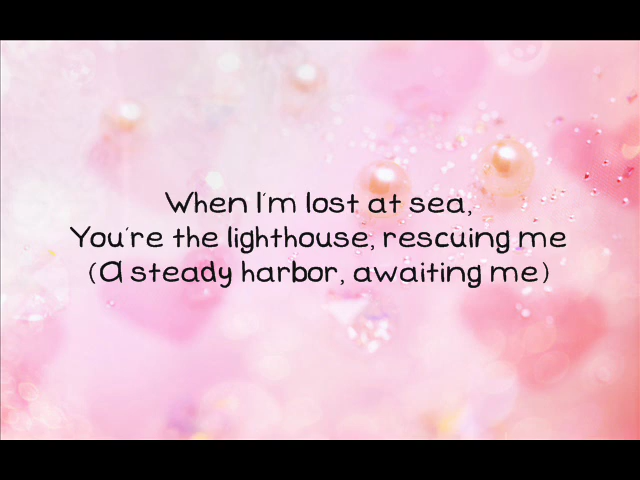 When I'm lost at sea,
You're the lighthouse, rescuing me
(A steady harbor, awaiting me)